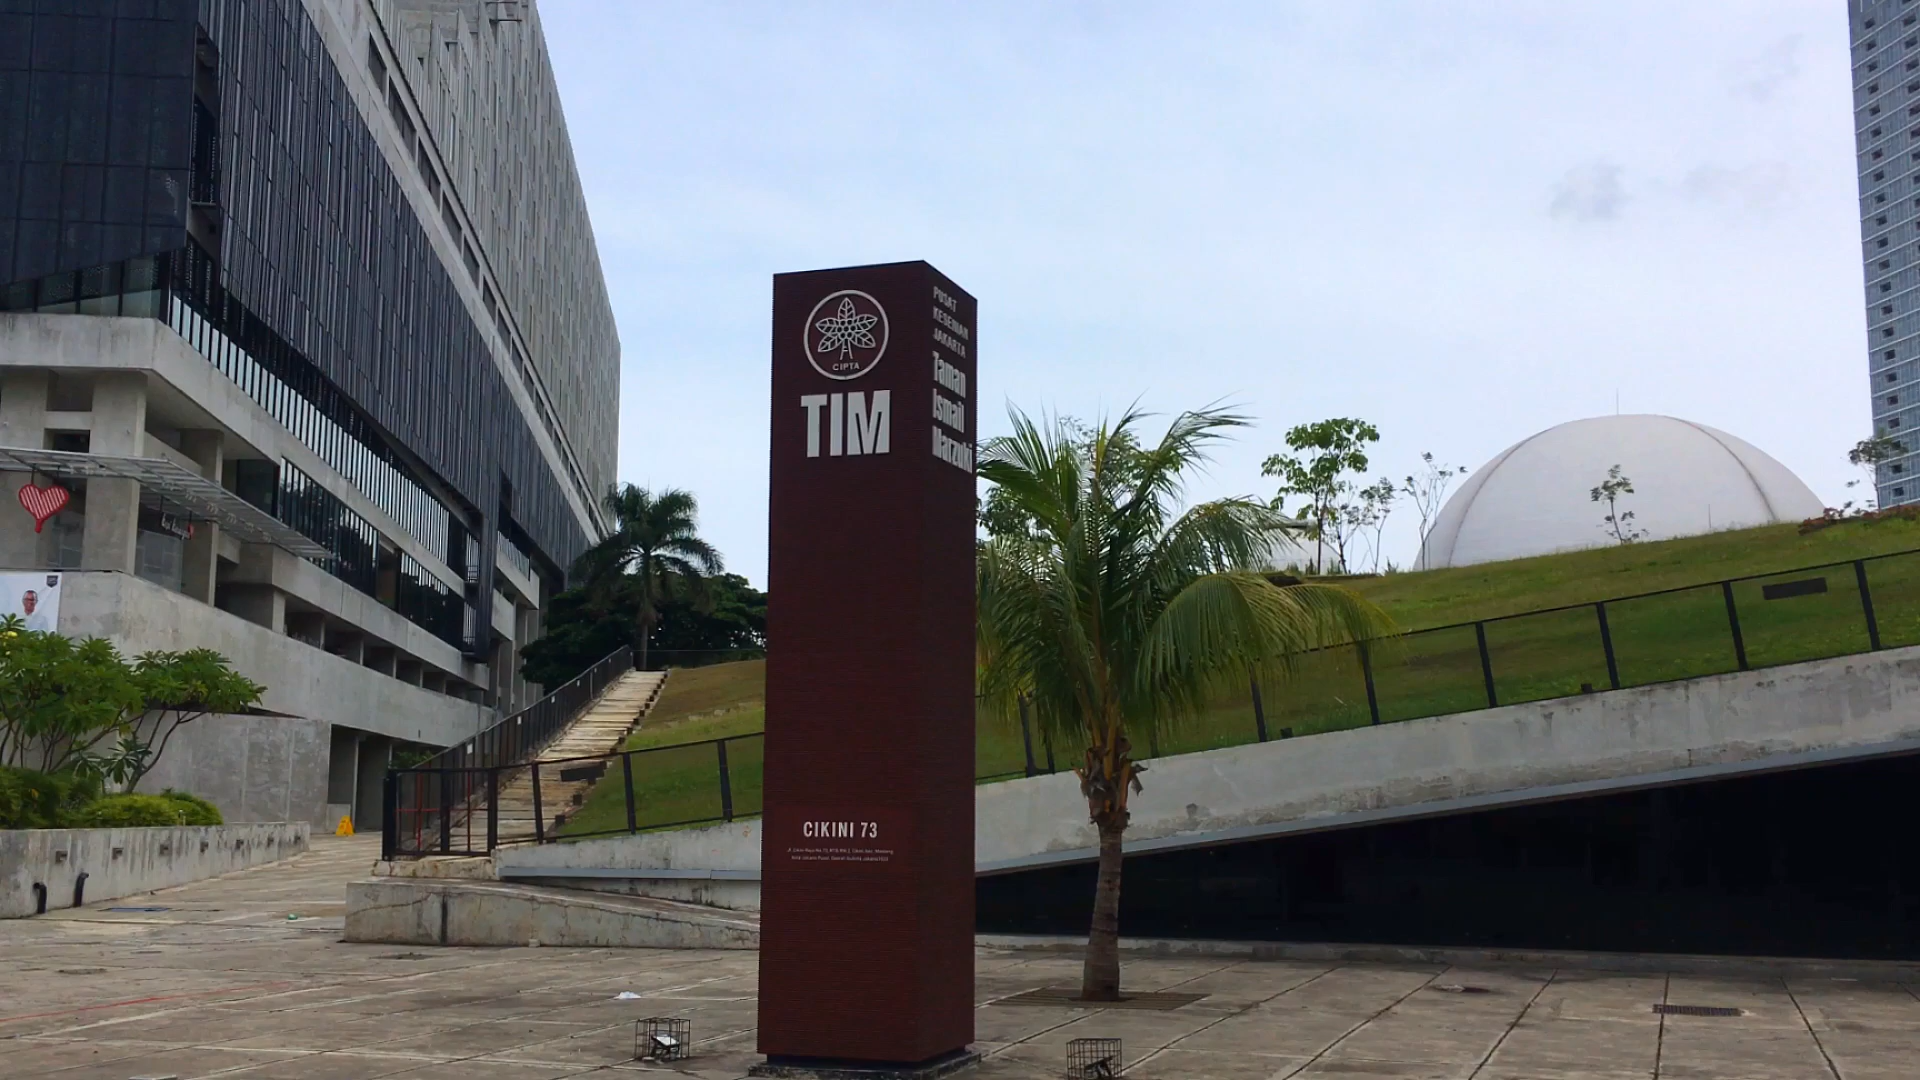 CIPTA
TIM
PUSAT
KESENIAN
JAKARTA
Taman
Ismail
Marzuki
CIKINI 73